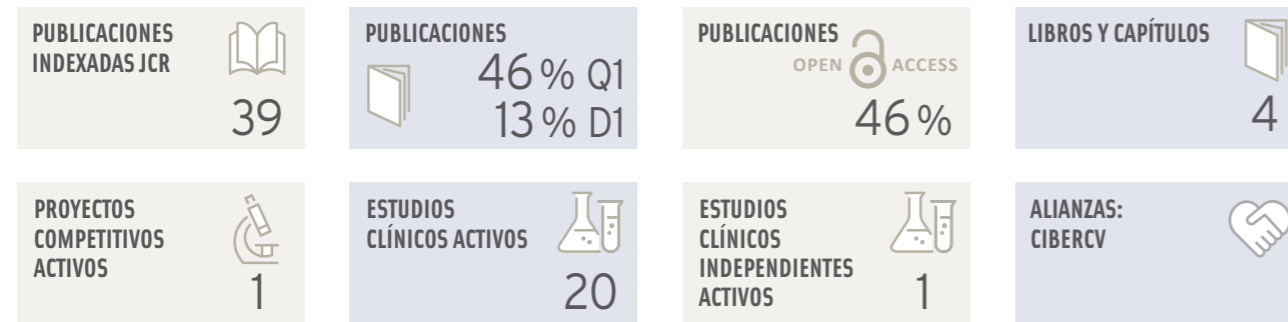 PUBLICACIONES
INDEXADAS JCR
39
PUBLICACIONES
46 % Q1
13 % D1
PUBLICACIONES
OPEN ACCESS
46 %
LIBROS Y CAPÍTULOS
4
PROYECTOS
COMPETITIVOS
ACTIVOS
1
ESTUDIOS
CLÍNICOS ACTIVOS
20
ESTUDIOS
CLÍNICOS
INDEPENDIENTES
ACTIVOS
1
ALIANZAS:
CIBERCV